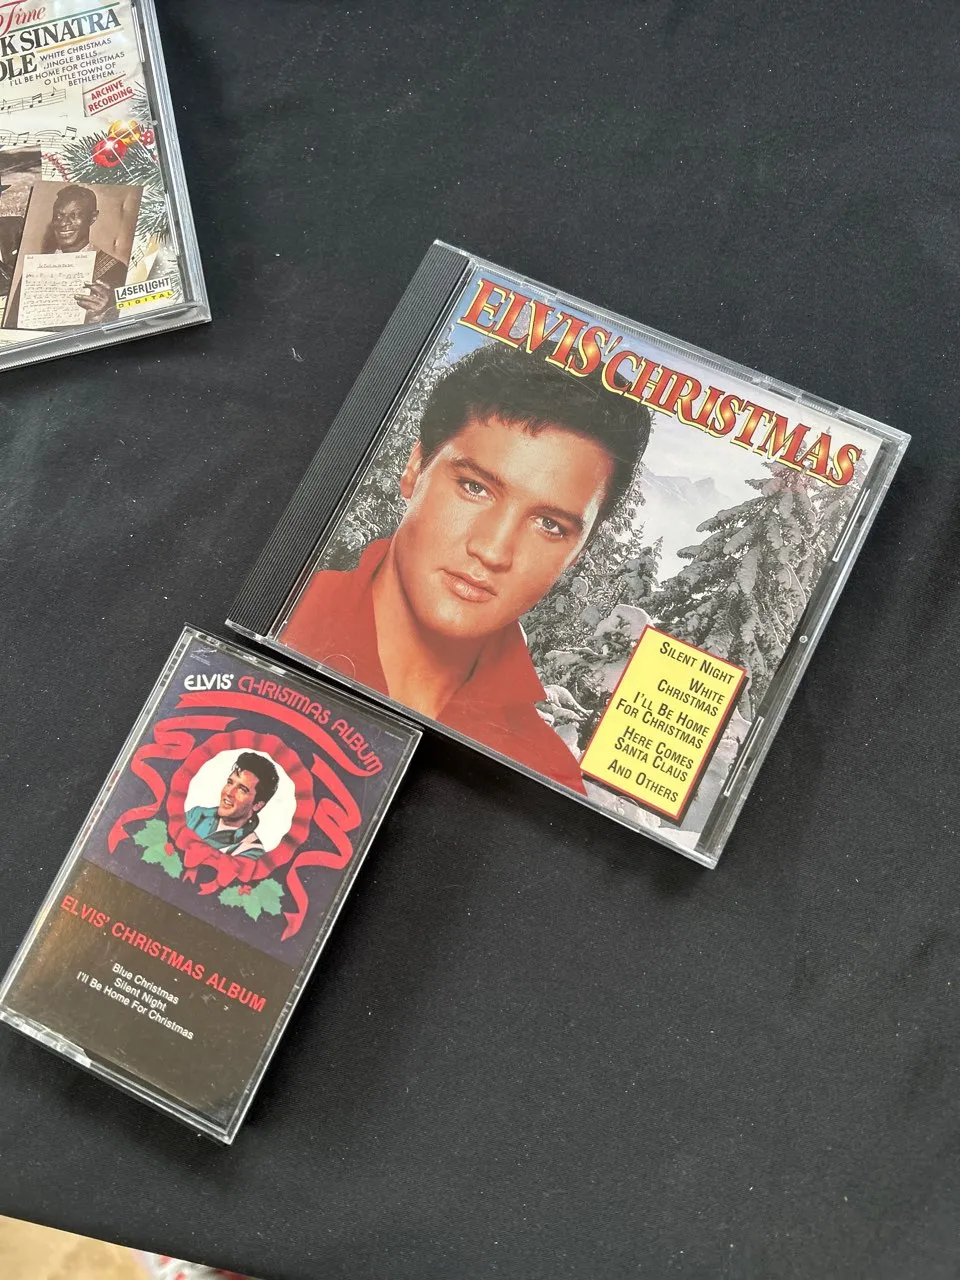 Time
K SINATRA
OLE
WHITE CHRISTMAS
JINGLE BELLS
I'LL BE HOME FOR CHRISTMAS
O LITTLE TOWN OF
BETHLEHEM...
ARCHIVE
RECORDING
LASERLIGHT
DIGITAL
ELVIS' CHRISTMAS
SILENT NIGHT
WHITE
CHRISTMAS
I'LL BE HOME
FOR CHRISTMAS
HERE COMES
SANTA CLAUS
AND OTHERS
ELVIS' CHRISTMAS ALBUM
ELVIS' CHRISTMAS ALBUM
Blue Christmas
Silent Night
I'll Be Home For Christmas